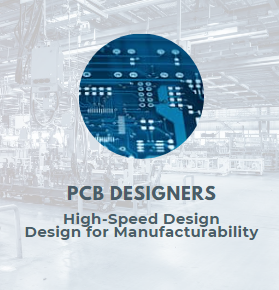 PCB DESIGNERS
High-Speed Design
Design for Manufacturability